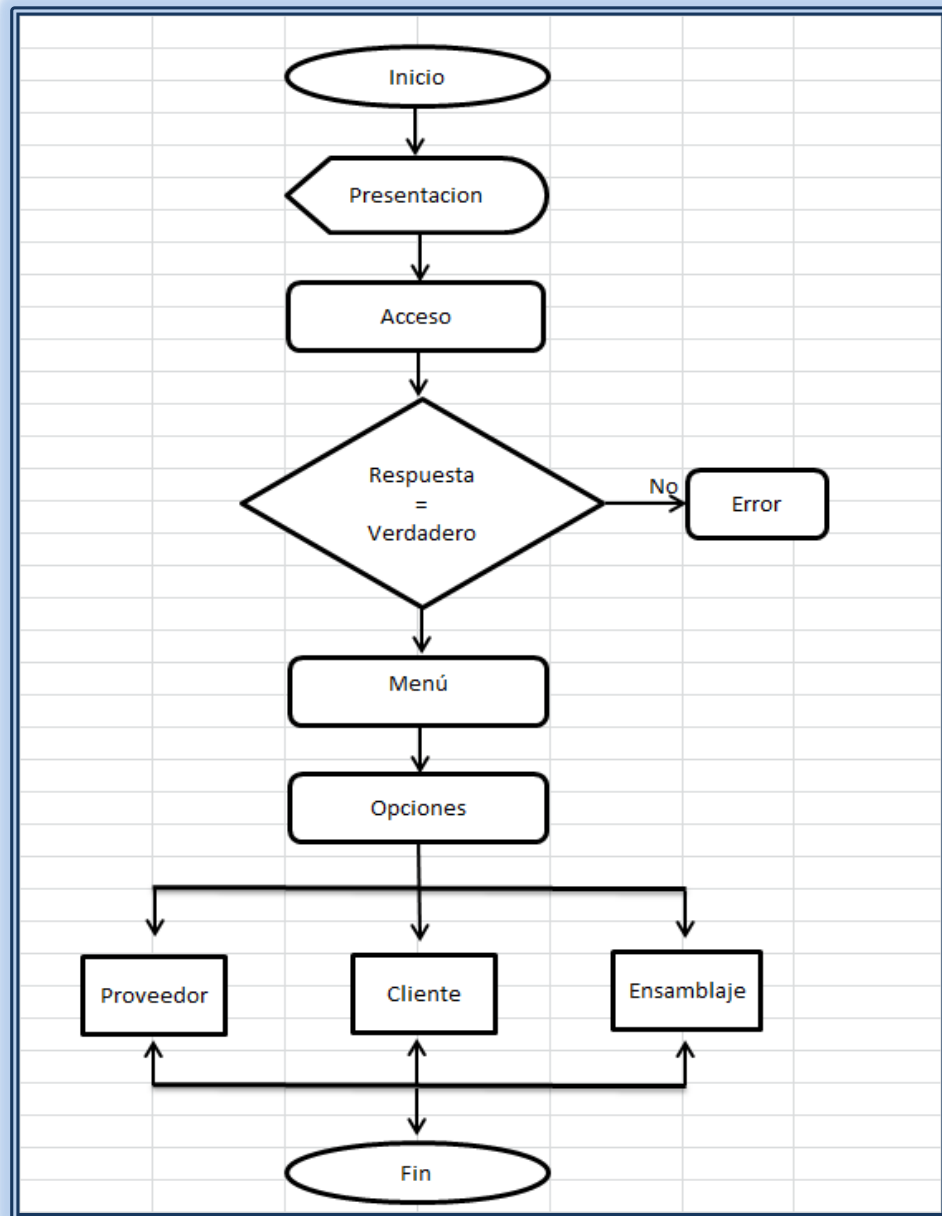 Inicio
Presentacion
Acceso
Respuesta
=
Verdadero
No
Error
Menú
Opciones
Proveedor
Cliente
Ensamblaje
Fin